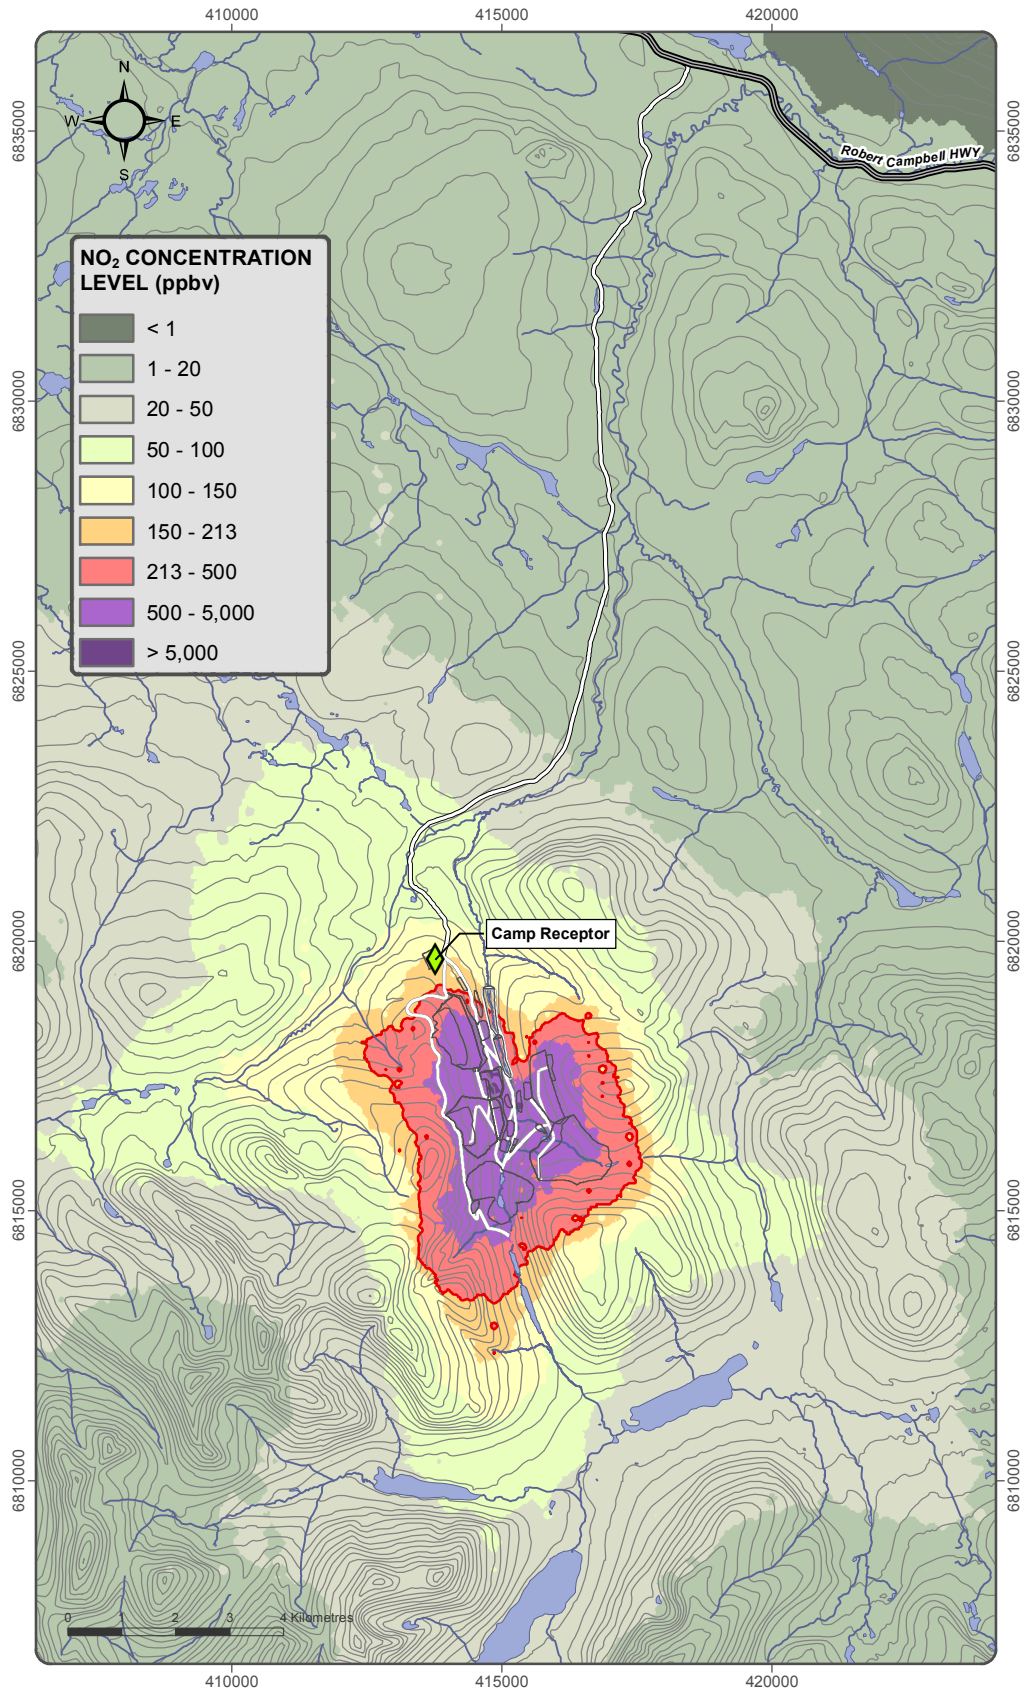 410000 415000 420000
N
W E
S
6835000 6835000
Robert Campbell HWY
NO₂ CONCENTRATION
LEVEL (ppbv)
< 1
1 - 20
20 - 50
50 - 100
100 - 150
150 - 213
213 - 500
500 - 5,000
> 5,000
6830000 6830000
6825000 6825000
Camp Receptor
6820000 6820000
6815000 6815000
6810000 6810000
0 1 2 3 4 Kilometres
410000 415000 420000